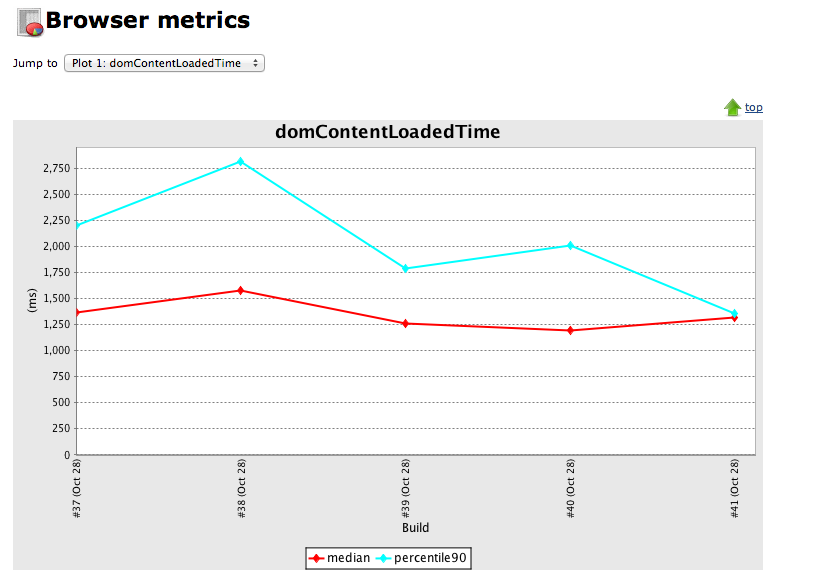 Browser metrics
Jump to Plot 1: domContentLoadedTime
top
domContentLoadedTime
2,750
2,500
2,250
2,000
1,750
1,500
1,250
1,000
750
500
250
0
(ms)
#37 (Oct 28)
#38 (Oct 28)
#39 (Oct 28)
#40 (Oct 28)
#41 (Oct 28)
Build
median percentile90